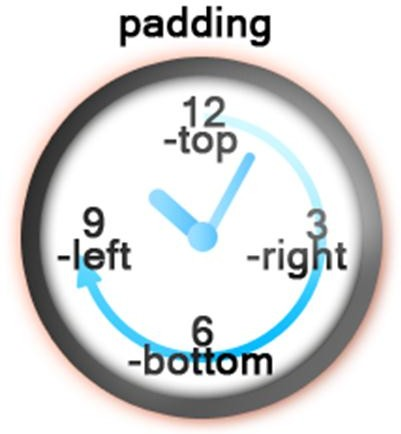 padding
12
-top
9
-left
3
-right
6
-bottom